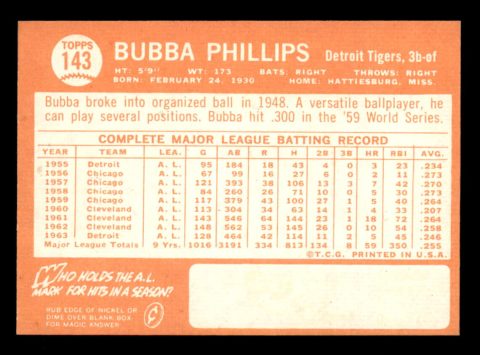 TOPPS
143
BUBBA PHILLIPS Detroit Tigers, 3b-of
HT: 5'9" WT: 173 BATS: RIGHT THROWS: RIGHT
BORN: FEBRUARY 24, 1930 HOME: HATTIESBURG, MISS.
Bubba broke into organized ball in 1948. A versatile ballplayer, he
can play several positions. Bubba hit .300 in the '59 World Series.
COMPLETE MAJOR LEAGUE BATTING RECORD
YEAR TEAM LEA. G AB R H 2B 3B HR RBI AVG.
1955 Detroit A. L. 95 184 18 43 4 0 3 23 .234
1956 Chicago A. L. 67 99 16 27 6 0 2 11 .273
1957 Chicago A. L. 121 393 38 106 13 3 7 42 .270
1958 Chicago A. L. 84 260 26 71 10 0 5 30 .273
1959 Chicago A. L. 117 379 43 100 27 1 5 40 .264
1960 Cleveland A. L. 113 304 34 63 14 1 4 33 .207
1961 Cleveland A. L. 143 546 64 144 23 1 18 72 .264
1962 Cleveland A. L. 148 562 53 145 26 0 10 54 .258
1963 Detroit A. L. 128 464 42 114 11 2 5 45 .246
Major League Totals 9 Yrs. 1016 3191 334 813 134 8 59 350 .255
©T.C.G. PRINTED IN U.S.A.
WHO HOLDS THE A.L.
MARK FOR HITS IN A SEASON?
RUB EDGE OF NICKEL OR
DIME OVER BLANK BOX
FOR MAGIC ANSWER